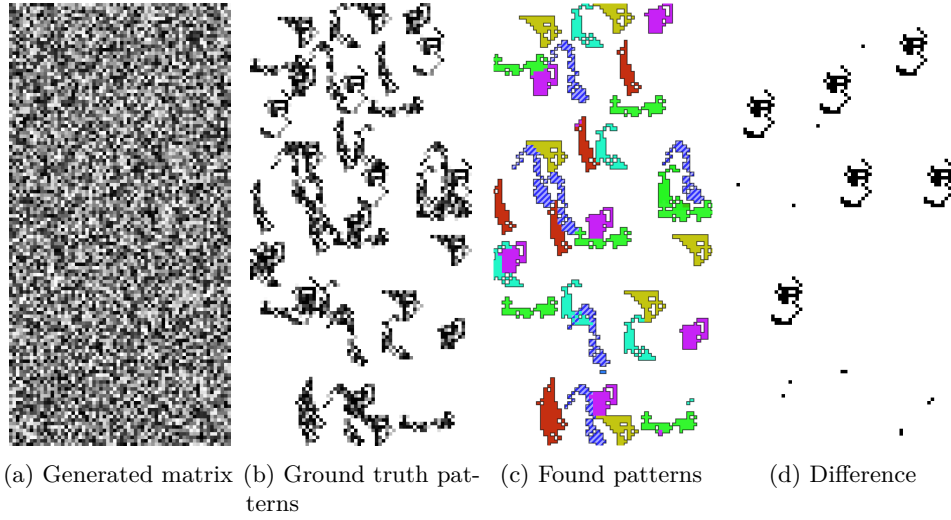 (a) Generated matrix (b) Ground truth pat- (c) Found patterns (d) Difference
terns